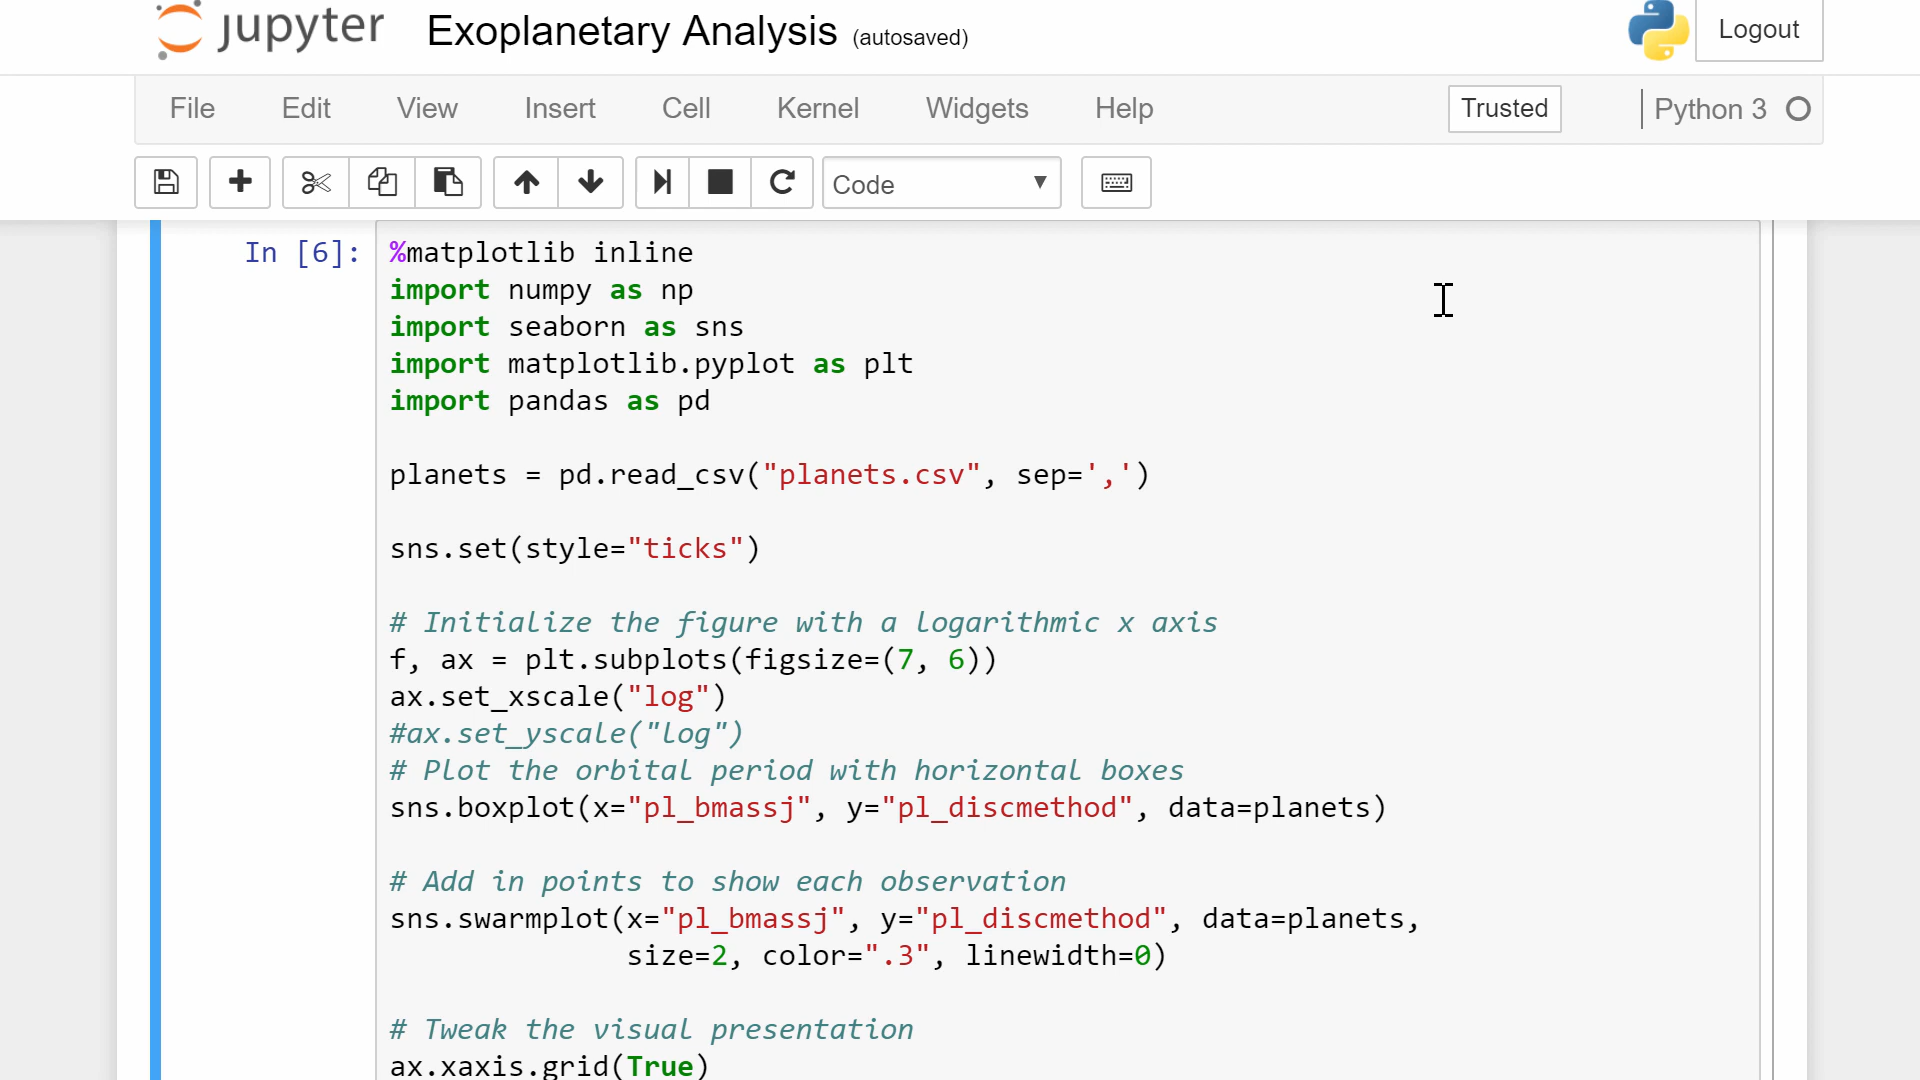 jupyter Exoplanetary Analysis (autosaved) Logout
File Edit View Insert Cell Kernel Widgets Help Trusted Python 3
Code
In [6]:
%matplotlib inline
import numpy as np
import seaborn as sns
import matplotlib.pyplot as plt
import pandas as pd
planets = pd.read_csv("planets.csv", sep=',')
sns.set(style="ticks")
# Initialize the figure with a logarithmic x axis
f, ax = plt.subplots(figsize=(7, 6))
ax.set_xscale("log")
#ax.set_yscale("log")
# Plot the orbital period with horizontal boxes
sns.boxplot(x="pl_bmassj", y="pl_discmethod", data=planets)
# Add in points to show each observation
sns.swarmplot(x="pl_bmassj", y="pl_discmethod", data=planets,
size=2, color=".3", linewidth=0)
# Tweak the visual presentation
ax.xaxis.grid(True)